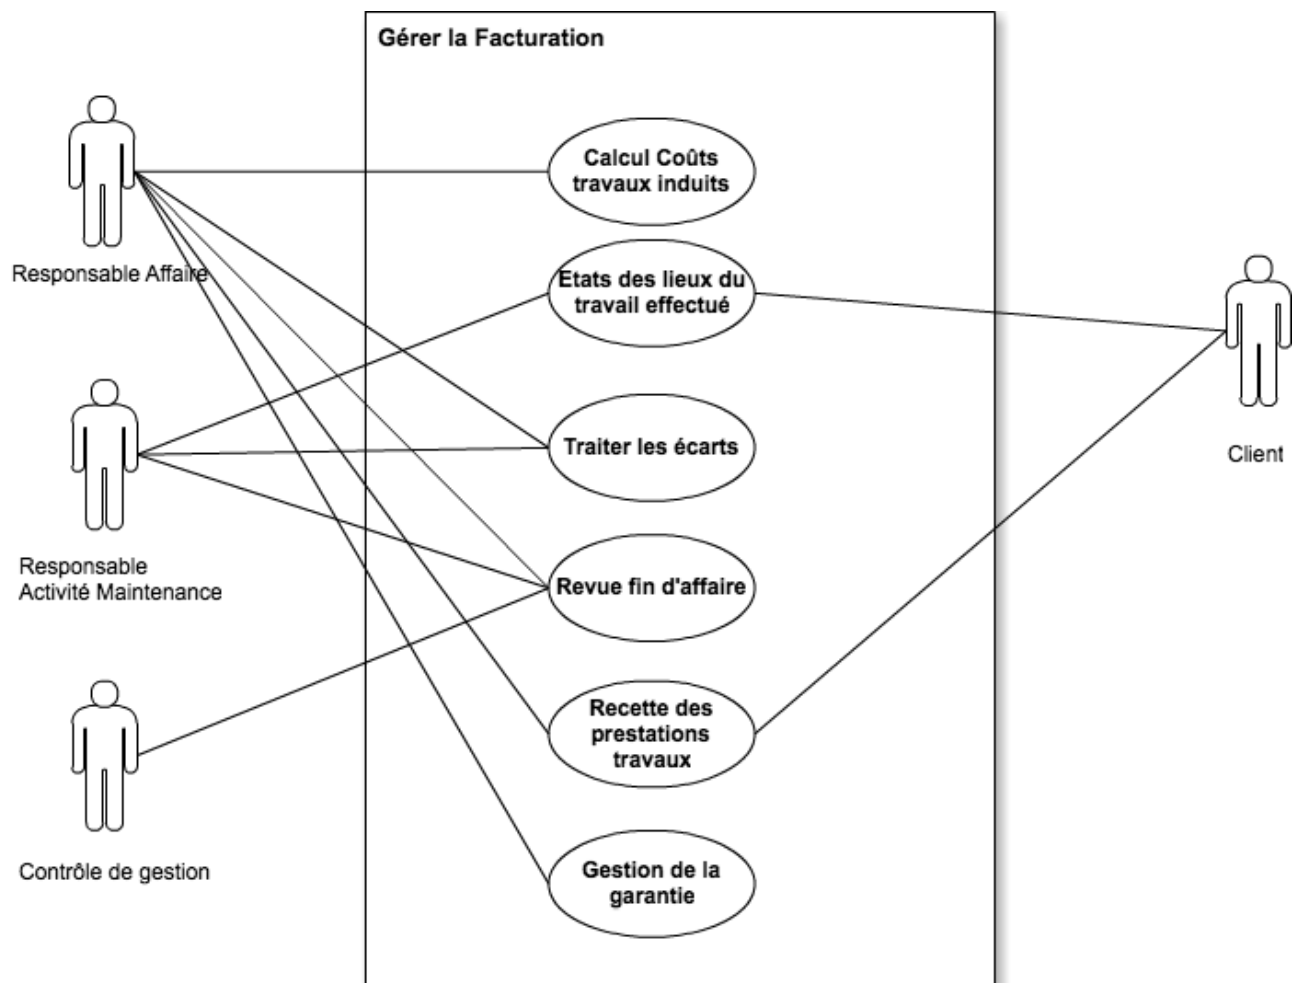 Gérer la Facturation
Calcul Coûts
travaux induits
Responsable Affaire
Etats des lieux du
travail effectué
Traiter les écarts
Client
Responsable
Activité Maintenance
Revue fin d'affaire
Recette des
prestations
travaux
Contrôle de gestion
Gestion de la
garantie